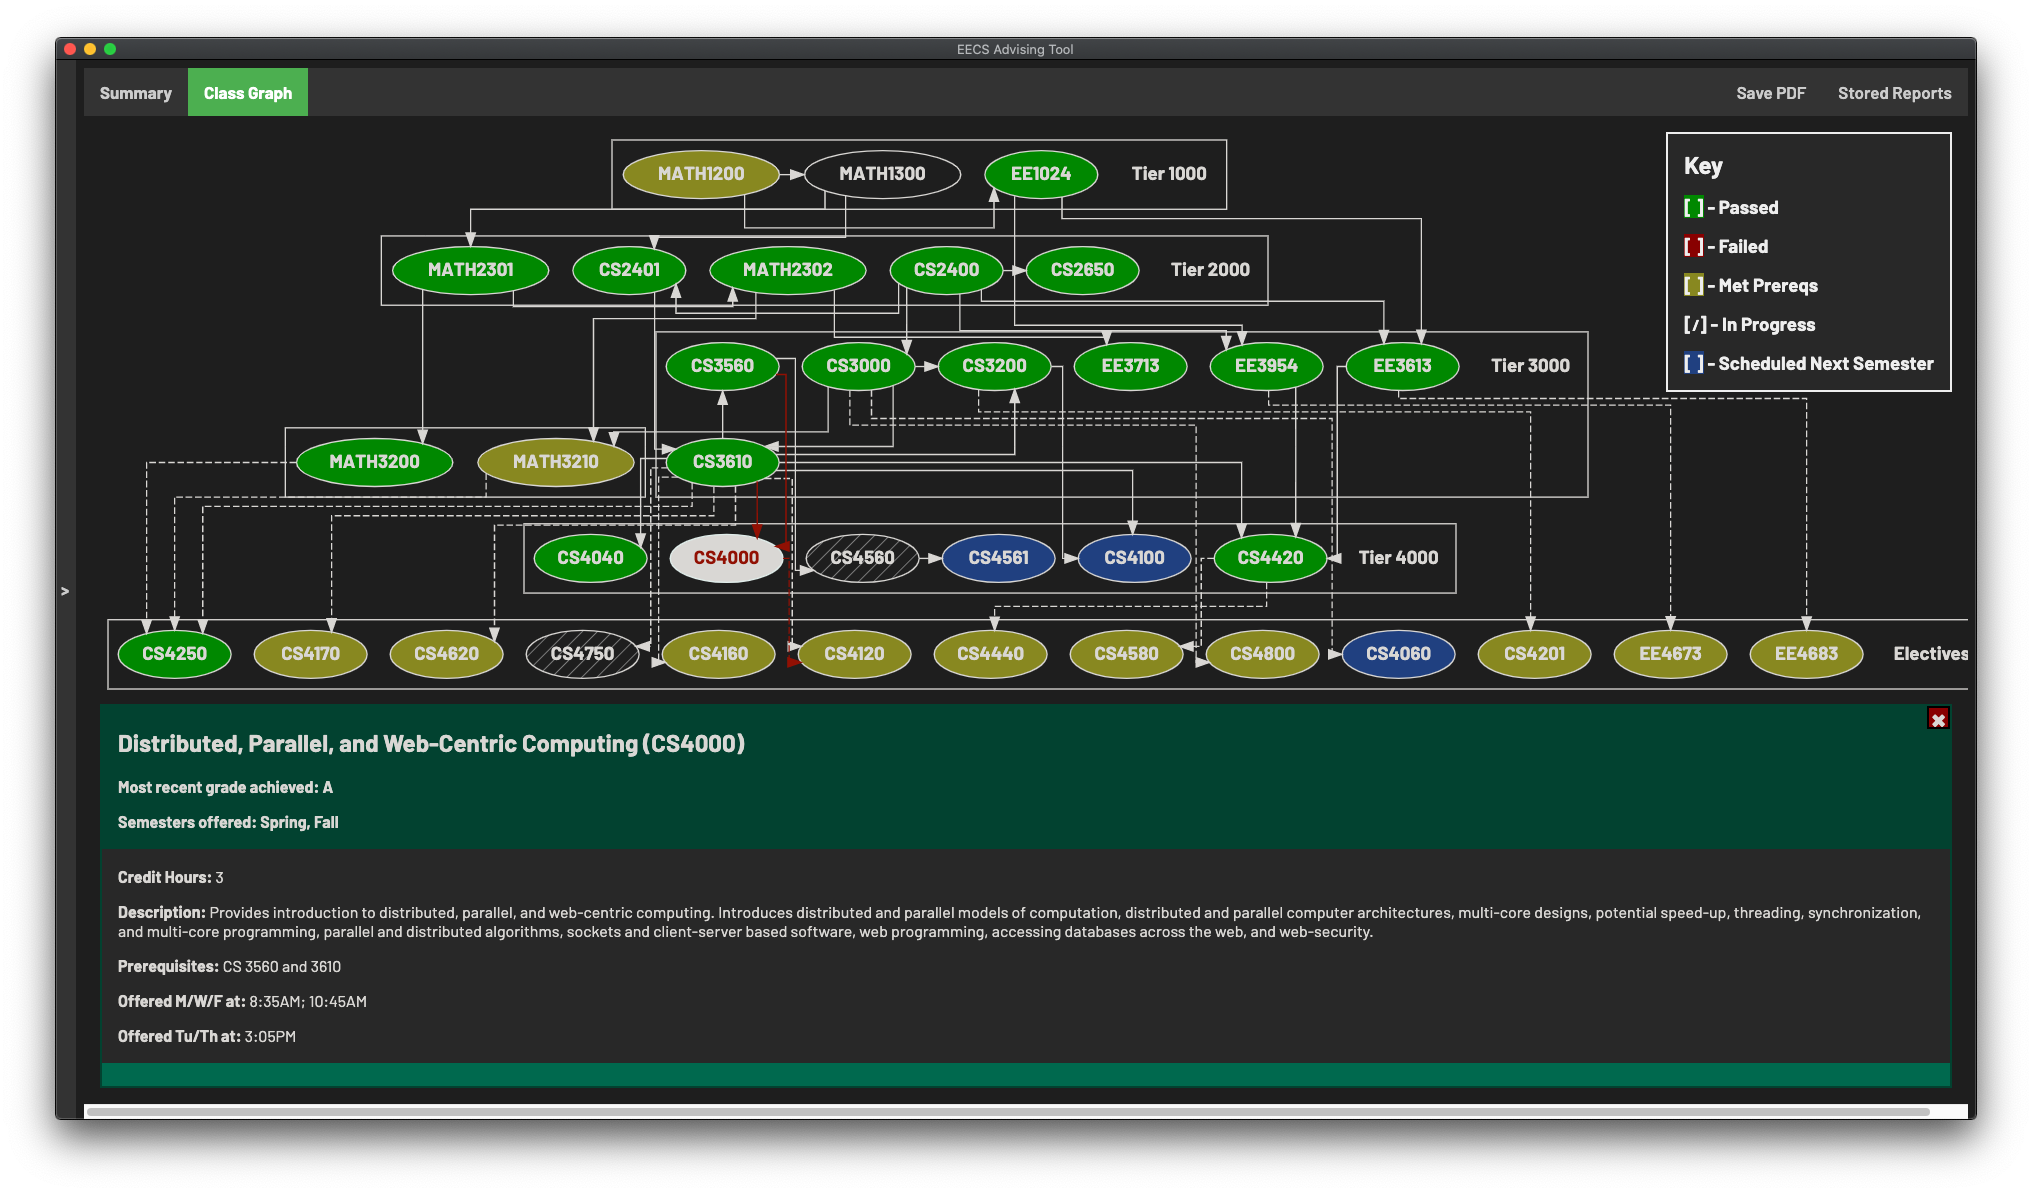 EECS Advising Tool
Summary
Class Graph
Save PDF
Stored Reports
MATH1200
MATH1300
EE1024
Tier 1000
Key
[ ] - Passed
[ ] - Failed
[ ] - Met Prereqs
[/] - In Progress
[ ] - Scheduled Next Semester
MATH2301
CS2401
MATH2302
CS2400
CS2650
Tier 2000
CS3560
CS3000
CS3200
EE3713
EE3954
EE3613
Tier 3000
MATH3200
MATH3210
CS3610
CS4040
CS4000
CS4560
CS4561
CS4100
CS4420
Tier 4000
>
CS4250
CS4170
CS4620
CS4750
CS4160
CS4120
CS4440
CS4580
CS4800
CS4060
CS4201
EE4673
EE4683
Electives
Distributed, Parallel, and Web-Centric Computing (CS4000)
Most recent grade achieved: A
Semesters offered: Spring, Fall
Credit Hours: 3
Description: Provides introduction to distributed, parallel, and web-centric computing. Introduces distributed and parallel models of computation, distributed and parallel computer architectures, multi-core designs, potential speed-up, threading, synchronization,
and multi-core programming, parallel and distributed algorithms, sockets and client-server based software, web programming, accessing databases across the web, and web-security.
Prerequisites: CS 3560 and 3610
Offered M/W/F at: 8:35AM; 10:45AM
Offered Tu/Th at: 3:05PM